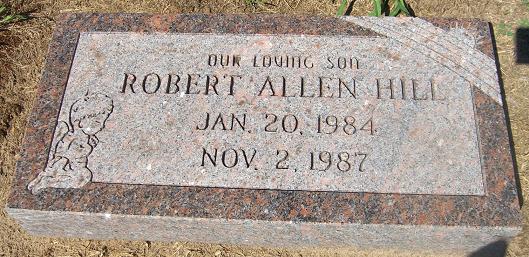 OUR LOVING SON
ROBERT ALLEN HILL
JAN. 20, 1984
NOV. 2, 1987